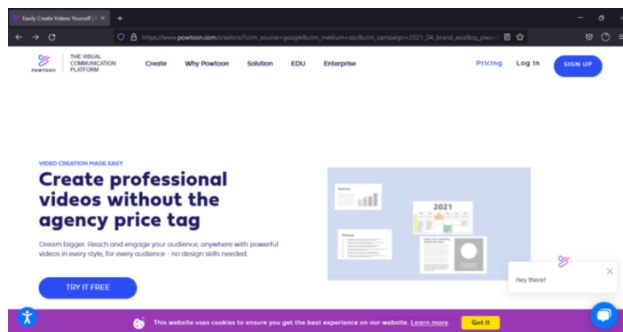 Easily Create Videos Yourself |
https://www.powtoon.com/creators/?utm_source=google&utm_medium=cpc&utm_campaign=2021_04_brand_asia&cq_plac=
POWTOON
THE VISUAL
COMMUNICATION
PLATFORM
Create Why Powtoon Solution EDU Enterprise Pricing Log In SIGN UP
VIDEO CREATION MADE EASY
Create professional
videos without the
agency price tag
Dream bigger. Reach and engage your audience, anywhere with powerful
videos in every style, for every audience - no design skills needed.
TRY IT FREE
2021
Hey there!
This website uses cookies to ensure you get the best experience on our website. Learn more Got it